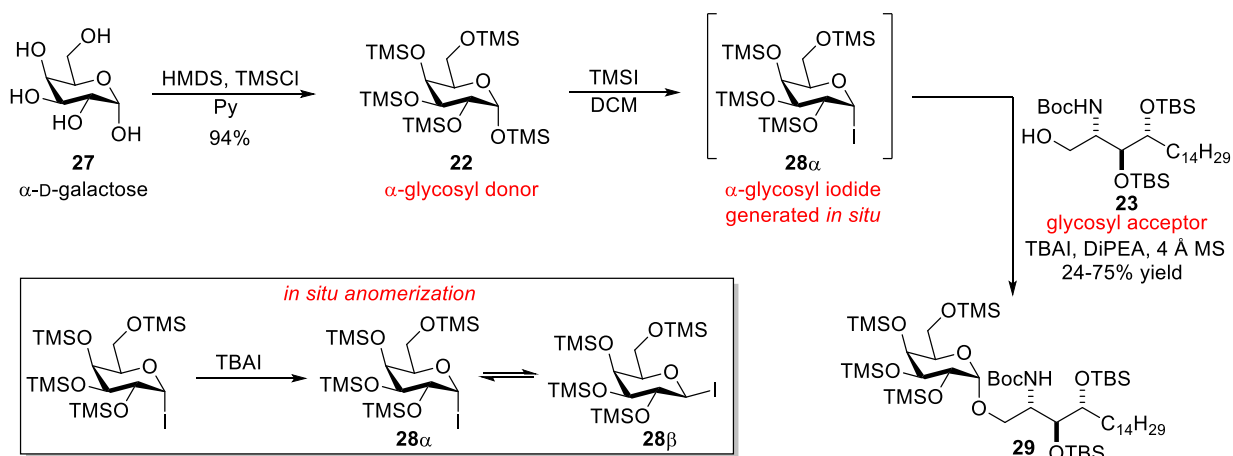 HO OH
O
HO
HO OH
27
α-D-galactose
HMDS, TMSCl
Py
94%
TMSO OTMS
O
TMSO
TMSO OTMS
22
α-glycosyl donor
TMSI
DCM
TMSO OTMS
O
TMSO
TMSO I
28α
α-glycosyl iodide
generated in situ
BocHN OTBS
HO C14H29
OTBS
23
glycosyl acceptor
TBAI, DiPEA, 4 Å MS
24-75% yield
in situ anomerization
TMSO OTMS
O
TMSO
TMSO I
TBAI
TMSO OTMS
O
TMSO
TMSO I
28α
TMSO OTMS
O
TMSO I
TMSO
28β
TMSO OTMS
O
TMSO BocHN OTBS
TMSO O C14H29
OTBS
29